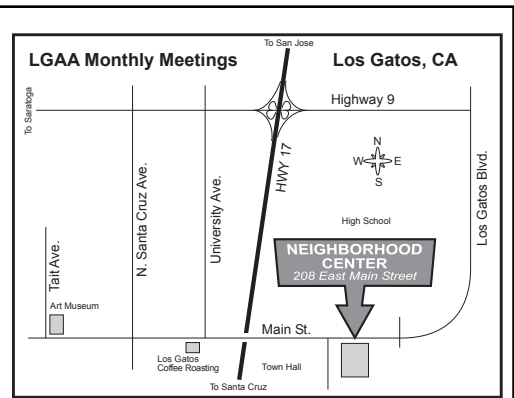 To San Jose
LGAA Monthly Meetings
Los Gatos, CA
To Saratoga
Highway 9
HWY 17
N
W E
S
Tait Ave.
N. Santa Cruz Ave.
University Ave.
Los Gatos Blvd.
High School
NEIGHBORHOOD
CENTER
208 East Main Street
Art Museum
Main St.
Los Gatos
Coffee Roasting
Town Hall
To Santa Cruz